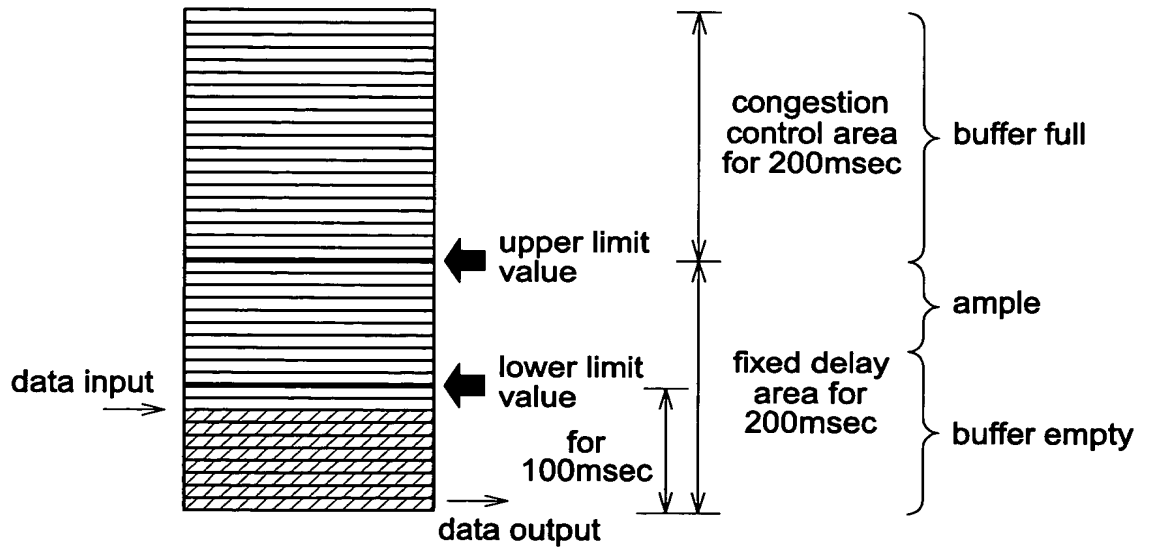 congestion
control area
for 200msec
buffer full
upper limit
value
ample
lower limit
value
fixed delay
area for
200msec
data input
for
100msec
buffer empty
data output